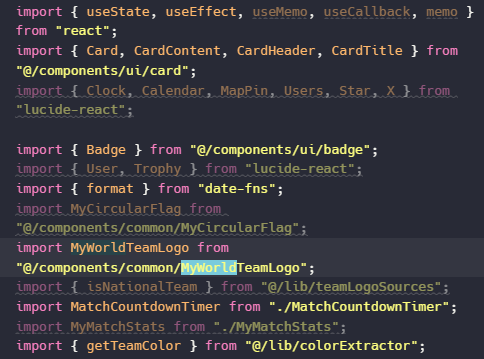 import { useState, useEffect, useMemo, useCallback, memo }
from "react";
import { Card, CardContent, CardHeader, CardTitle } from
"@/components/ui/card";
import { Clock, Calendar, MapPin, Users, Star, X } from
"lucide-react";
import { Badge } from "@/components/ui/badge";
import { User, Trophy } from "lucide-react";
import { format } from "date-fns";
import MyCircularFlag from
"@/components/common/MyCircularFlag";
import MyWorldTeamLogo from
"@/components/common/MyWorldTeamLogo";
import { isNationalTeam } from "@/lib/teamLogoSources";
import MatchCountdownTimer from "./MatchCountdownTimer";
import MyMatchStats from "./MyMatchStats";
import { getTeamColor } from "@/lib/colorExtractor";